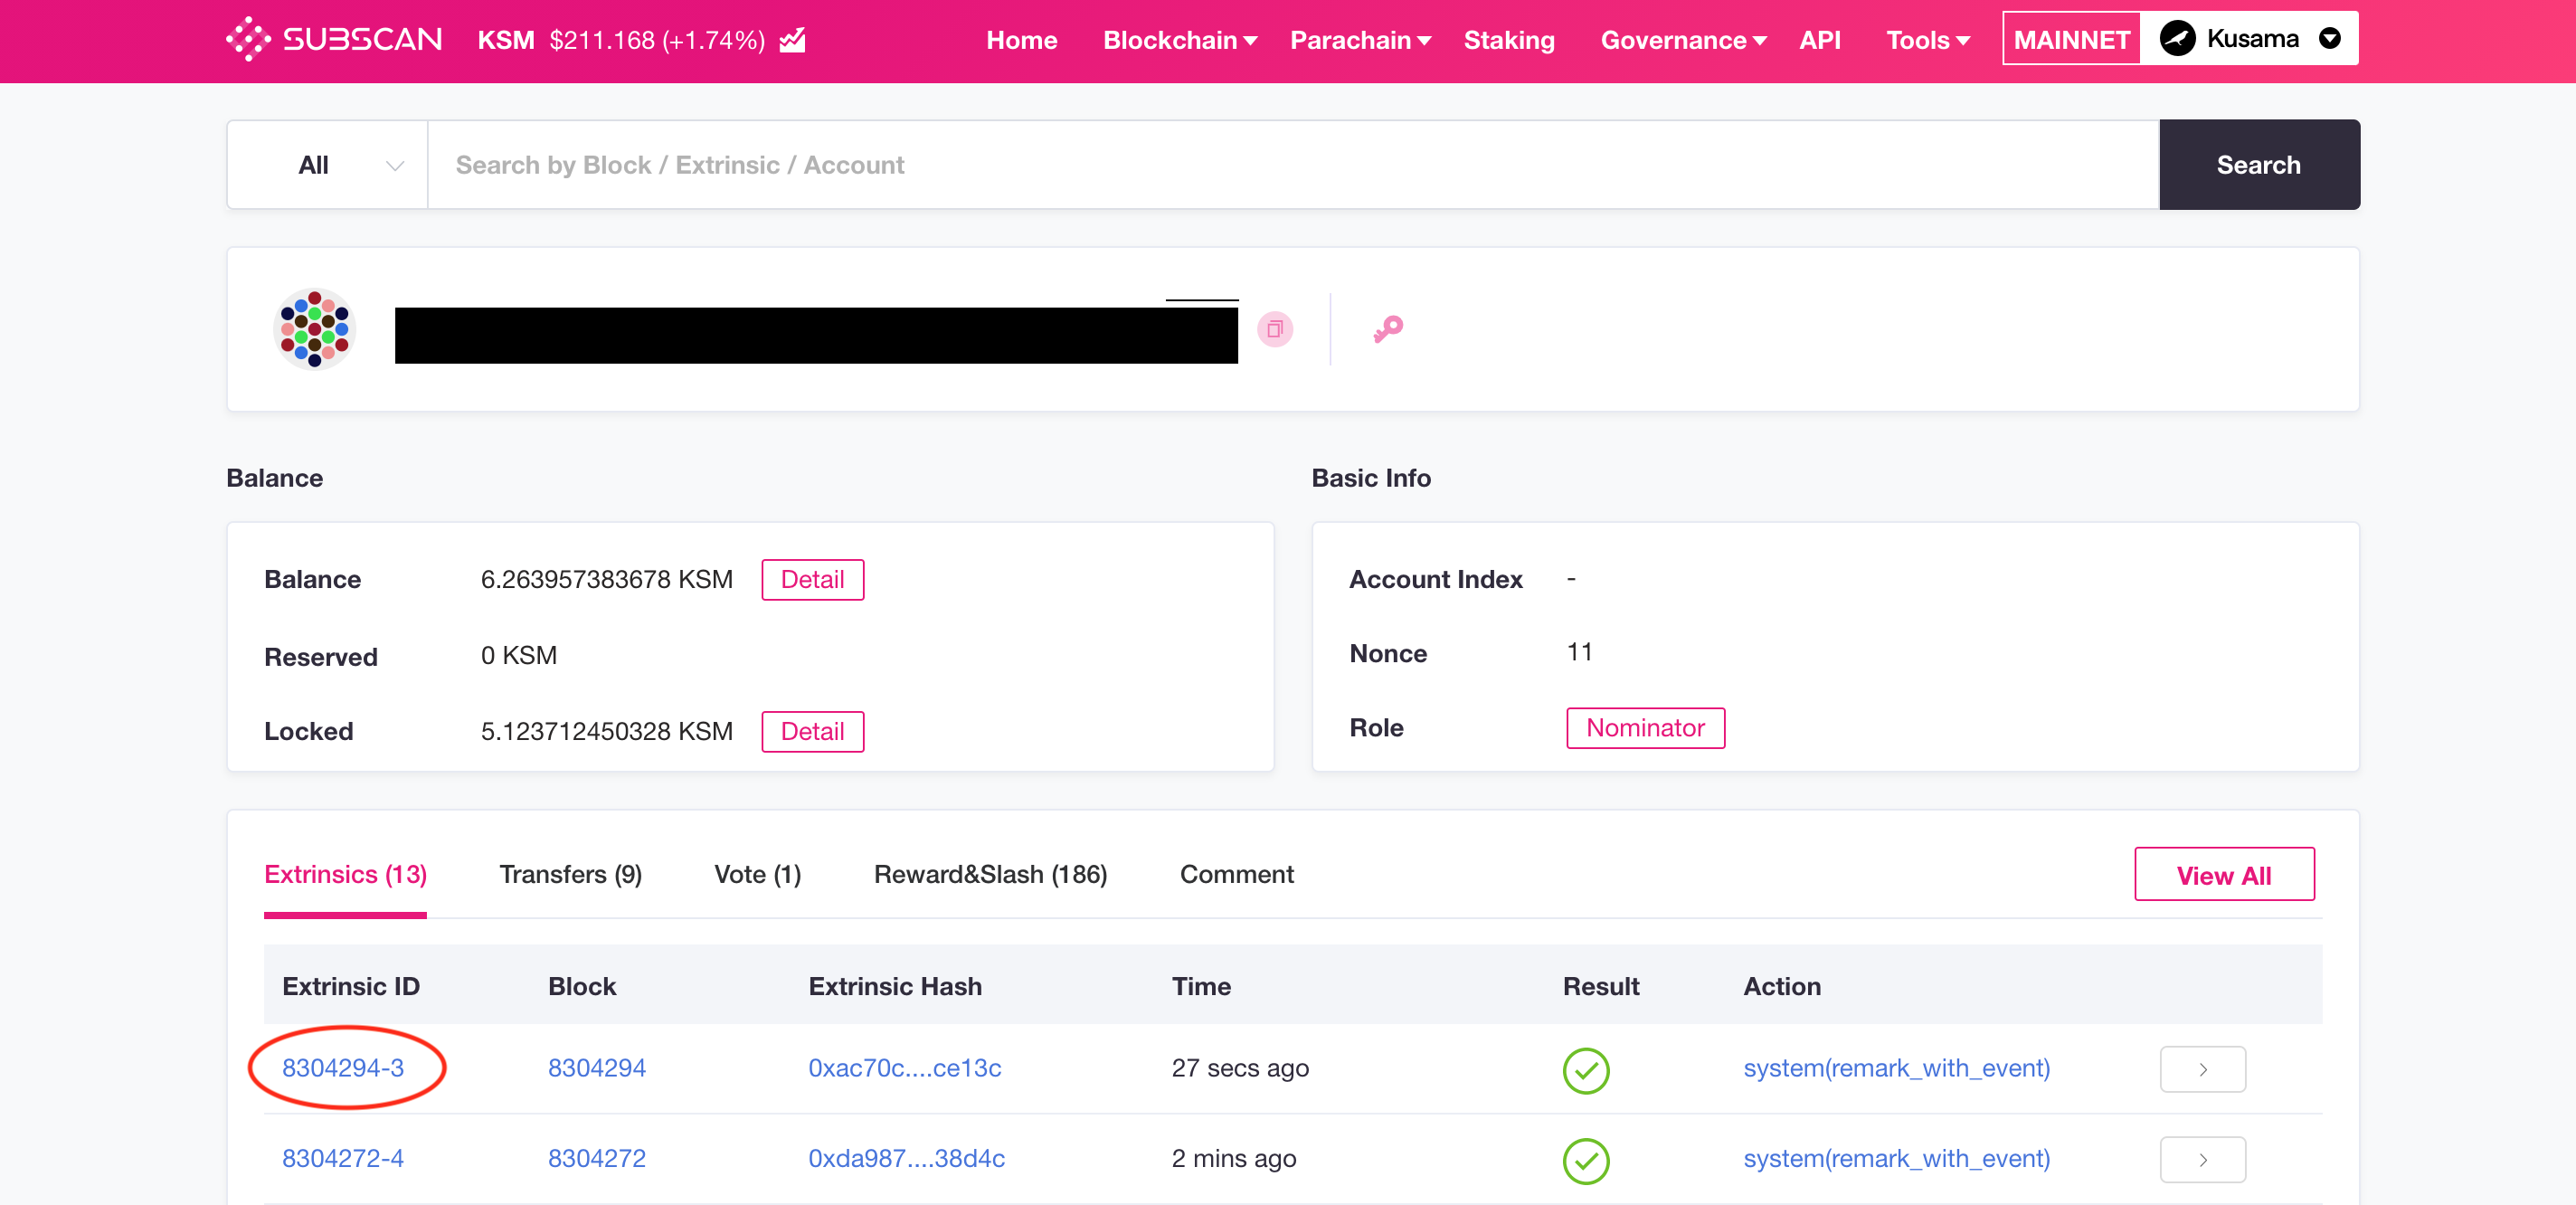 SUBSCAN KSM $211.168 (+1.74%) Home Blockchain Parachain Staking Governance API Tools MAINNET Kusama
All Search by Block / Extrinsic / Account Search
Balance
Basic Info
Balance 6.263957383678 KSM Detail
Reserved 0 KSM
Locked 5.123712450328 KSM Detail
Account Index -
Nonce 11
Role Nominator
Extrinsics (13) Transfers (9) Vote (1) Reward&Slash (186) Comment View All
Extrinsic ID Block Extrinsic Hash Time Result Action
8304294-3 8304294 0xac70c....ce13c 27 secs ago system(remark_with_event)
8304272-4 8304272 0xda987....38d4c 2 mins ago system(remark_with_event)